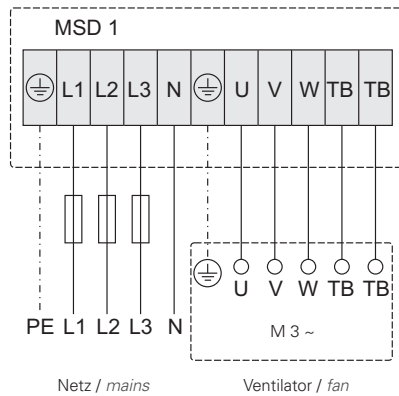 MSD 1
L1 L2 L3 N U V W TB TB
U V W TB TB
PE L1 L2 L3 N
M 3 ~
Netz / mains Ventilator / fan